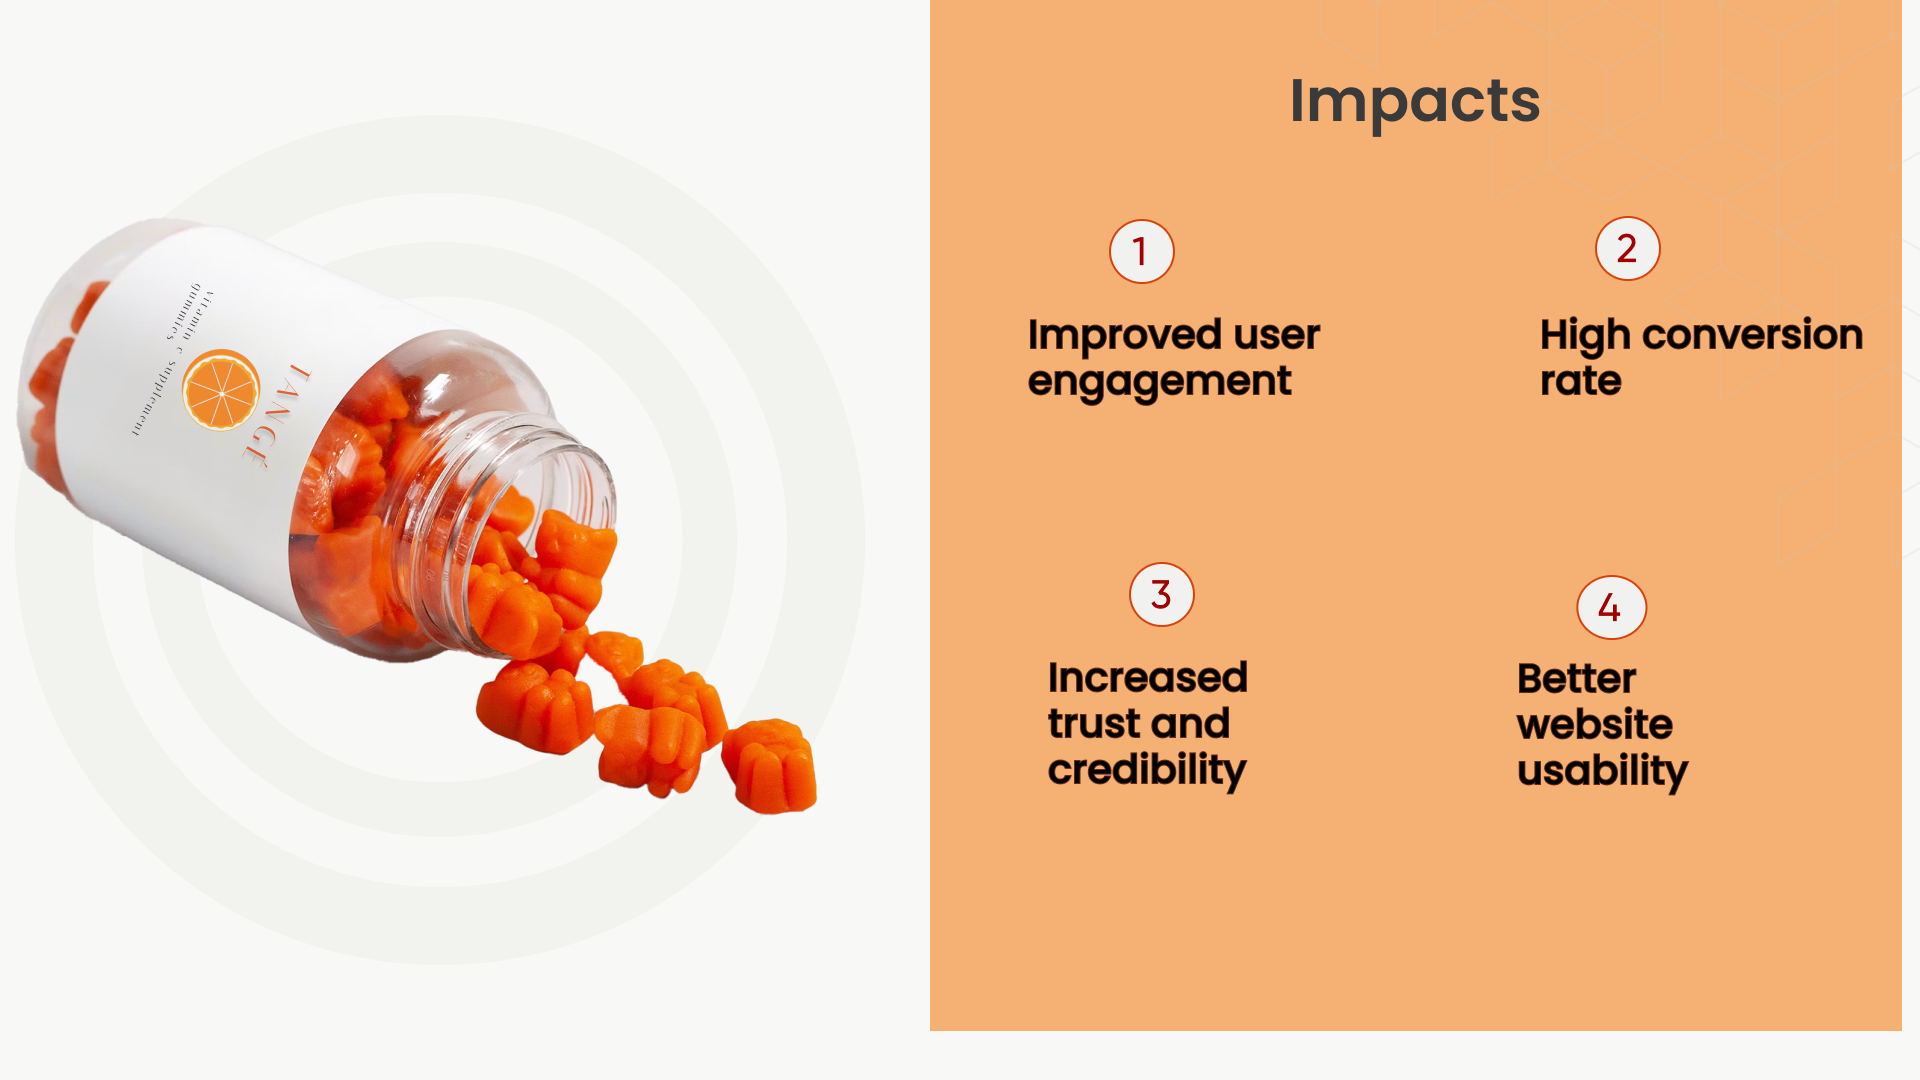 Impacts
1
Improved user
engagement
2
High conversion
rate
3
Increased
trust and
credibility
4
Better
website
usability
TANGÉ
vitamin c supplement
gummies